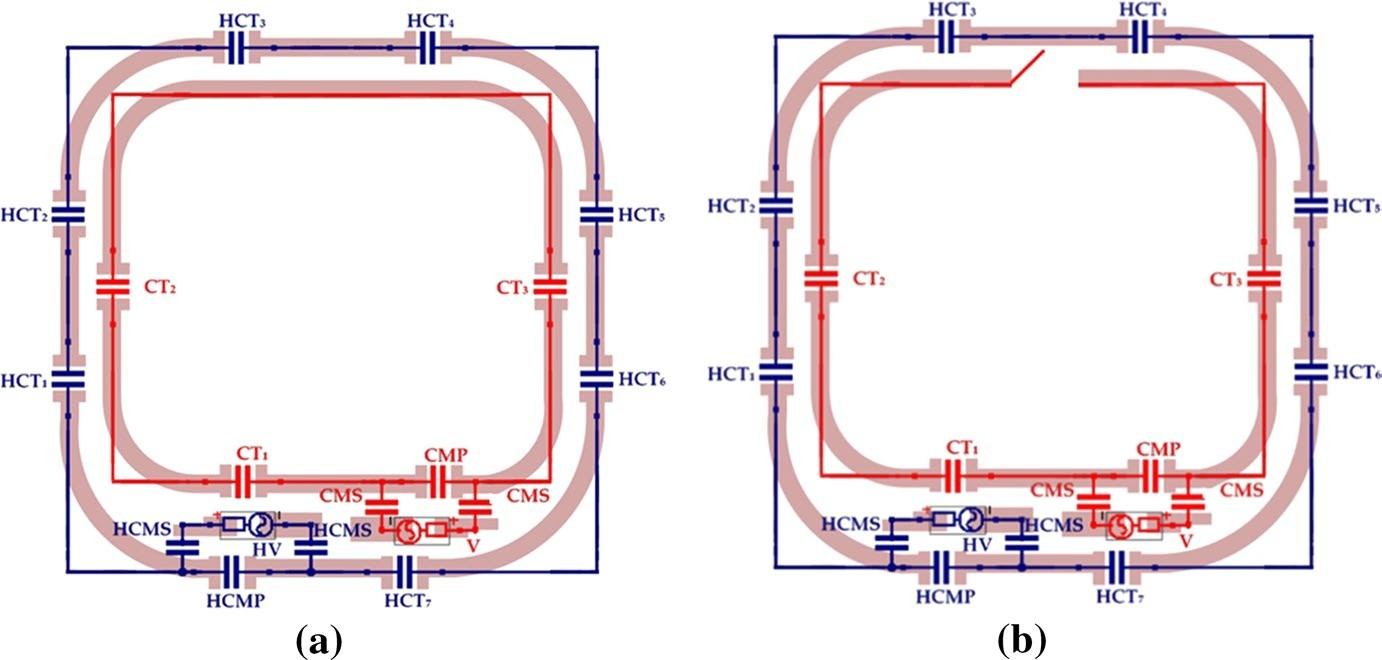 HCT₃ HCT₄
HCT₂ HCT₅
CT₂ CT₃
HCT₁ HCT₆
CT₁ CMP
CMS CMS
HCMS + I HCMS I +
HV V
HCMP HCT₇
(a)
HCT₃ HCT₄
HCT₂ HCT₅
CT₂ CT₃
HCT₁ HCT₆
CT₁ CMP
CMS CMS
HCMS + I HCMS I +
HV V
HCMP HCT₇
(b)